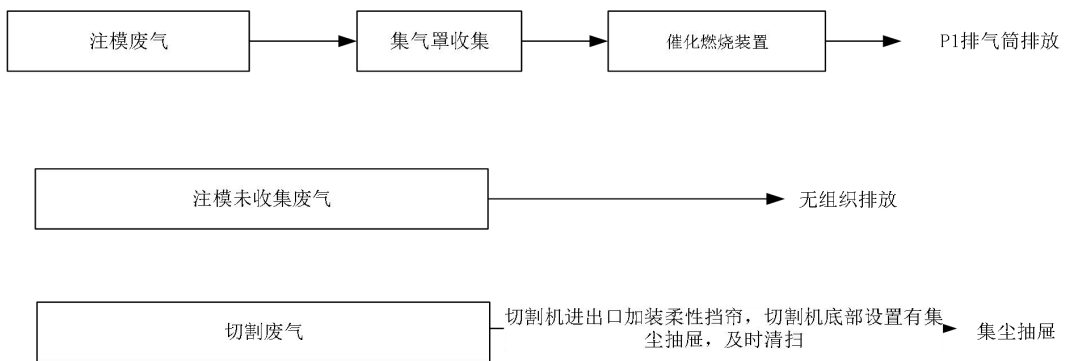 注模废气
集气罩收集
催化燃烧装置
P1排气筒排放
注模未收集废气
无组织排放
切割废气
切割机进出口加装柔性挡帘，切割机底部设置有集
尘抽屉，及时清扫
集尘抽屉